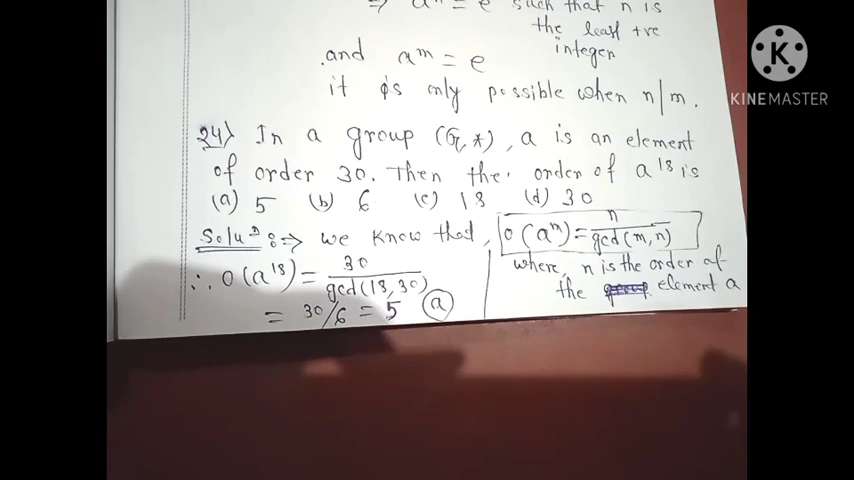 ⇒ aⁿ = e such that n is
the least +ve
integer
and aᵐ = e
it is only possible when n/m.
24) In a group (G, *), a is an element
of order 30. Then the order of a¹⁸ is
(a) 5 (b) 6 (c) 18 (d) 30
Soluⁿ :⇒ we know that, O(aᵐ) = n/gcd(m,n)
where, n is the order of
the element a
∴ O(a¹⁸) = 30/gcd(18,30)
= 30/6 = 5 (a)
KINEMASTER